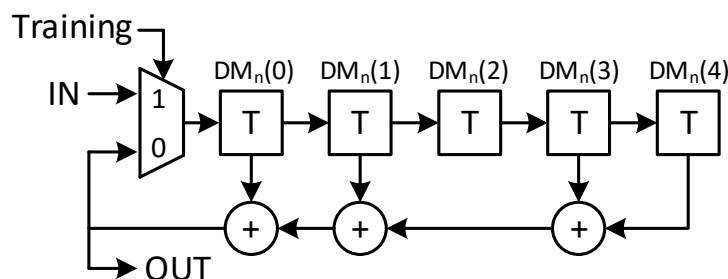 Training
DMₙ(0) DMₙ(1) DMₙ(2) DMₙ(3) DMₙ(4)
IN 1 T T T T T
0
+ + +
OUT